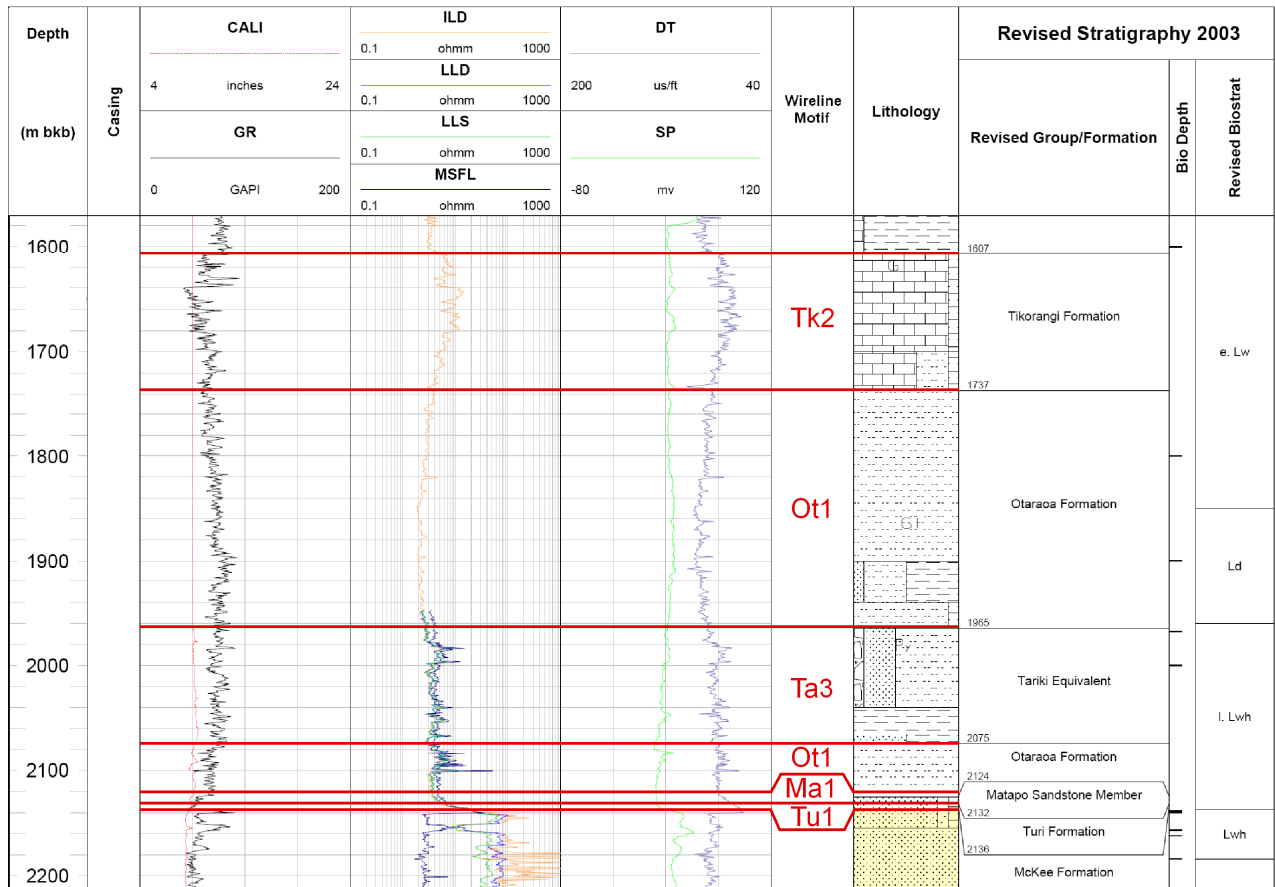 Depth
(m bkb)
Casing
CALI
4 inches 24
GR
0 GAPI 200
ILD
0.1 ohmm 1000
LLD
0.1 ohmm 1000
LLS
0.1 ohmm 1000
MSFL
0.1 ohmm 1000
DT
200 us/ft 40
SP
-80 mv 120
Wireline
Motif
Lithology
Revised Stratigraphy 2003
Revised Group/Formation
Bio Depth
Revised Biostrat
1600
1607
G
Tk2
Tikorangi Formation
e. Lw
1700
1737
1800
Ot1
Otaraoa Formation
Gl
1900
Ld
1965
Py
2000
Ta3
Tariki Equivalent
l. Lwh
2075
Ot1
Otaraoa Formation
2100
2124
Ma1
Matapo Sandstone Member
2132
Tu1
Turi Formation
Lwh
2136
McKee Formation
2200